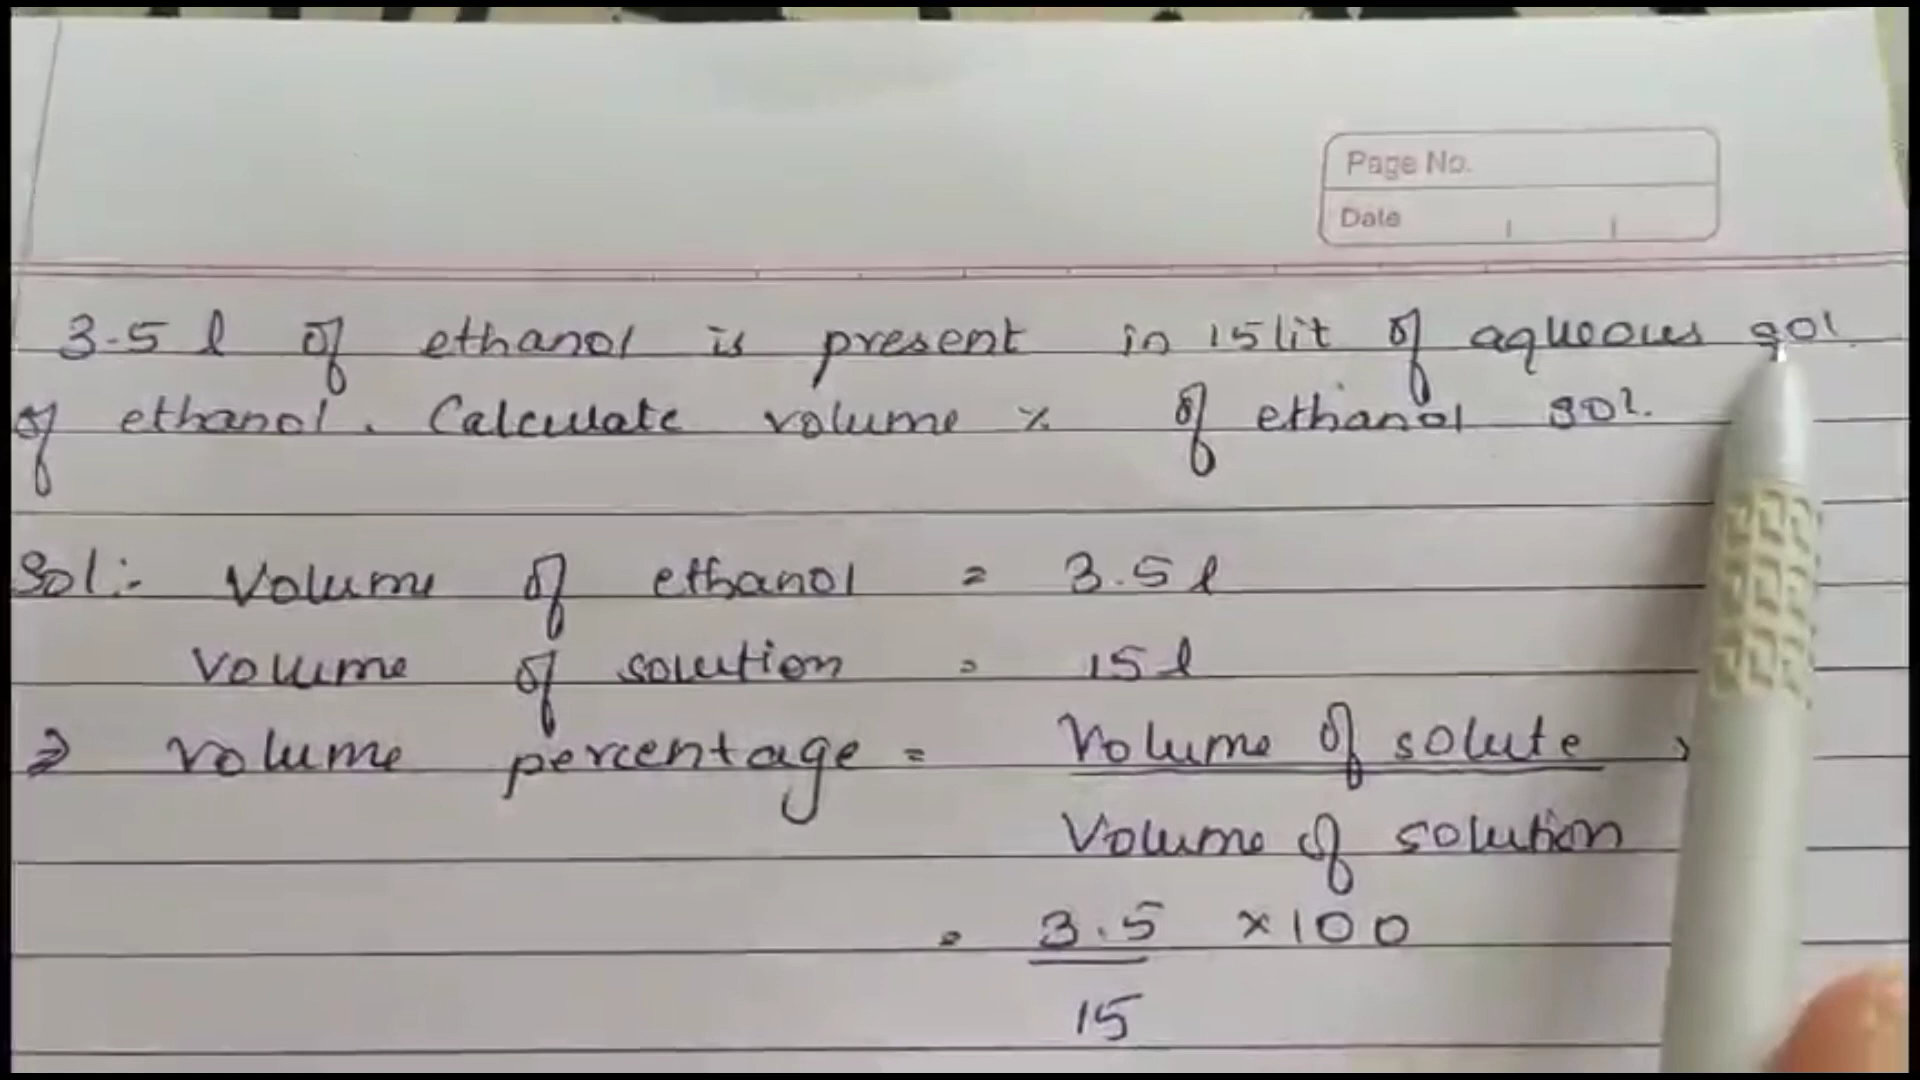 Page No.
Date
3.5 l of ethanol is present in 15 lit of aqueous sol.
of ethanol. Calculate volume % of ethanol sol.
Sol:- Volume of ethanol = 3.5 l
Volume of solution = 15 l
⇒ Volume percentage = Volume of solute
Volume of solution
= 3.5 × 100
15